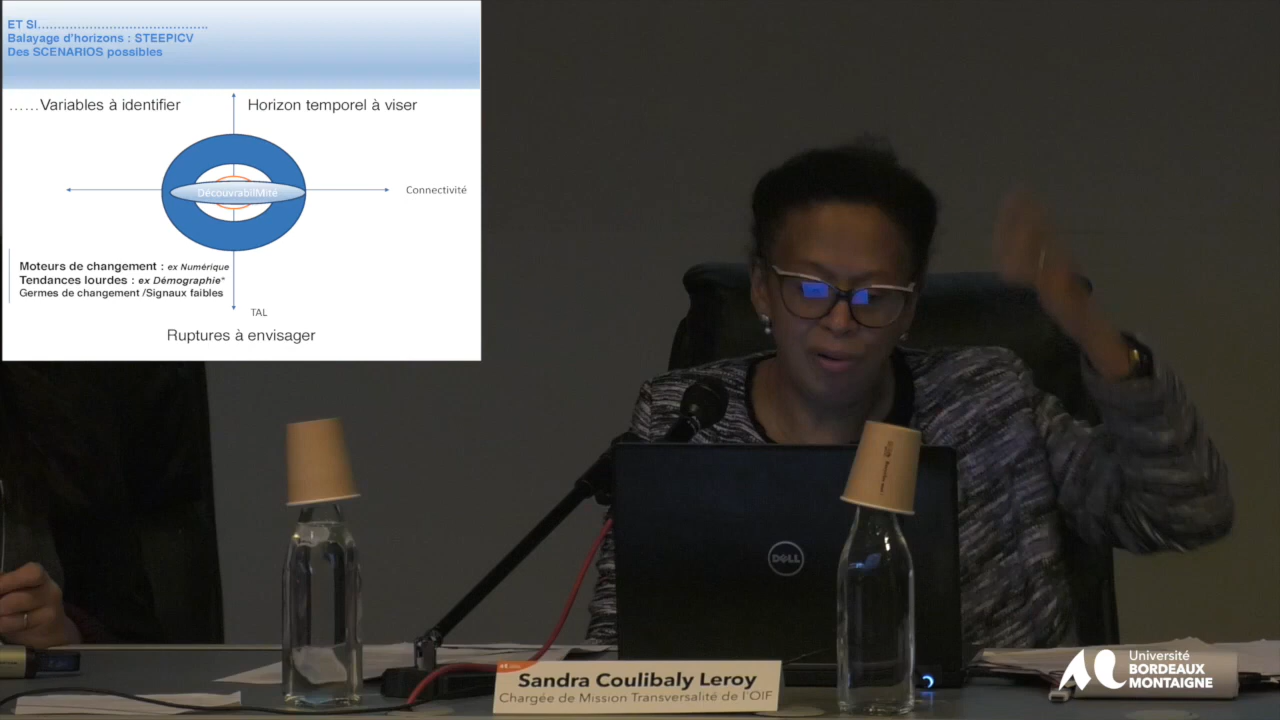 ET SI…………………………………….
Balayage d'horizons : STEEPICV
Des SCENARIOS possibles
……Variables à identifier
Horizon temporel à viser
DécouvrabilMité
Connectivité
Moteurs de changement : ex Numérique
Tendances lourdes : ex Démographie"
Germes de changement /Signaux faibles
TAL
Ruptures à envisager
DELL
Sandra Coulibaly Leroy
Chargée de Mission Transversalité de l'OIF
Université
BORDEAUX
MONTAIGNE